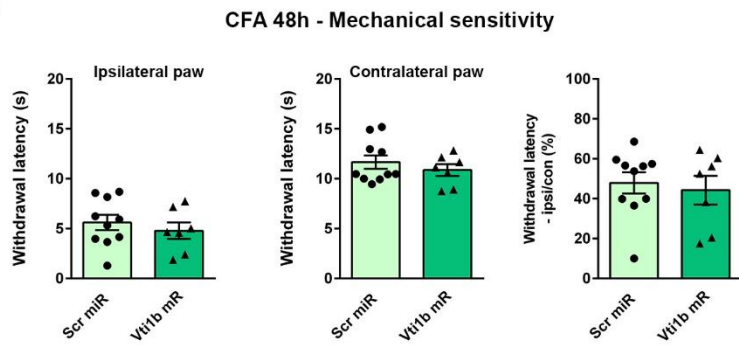 CFA 48h - Mechanical sensitivity
Ipsilateral paw
Withdrawal latency (s)
20
15
10
5
0
Scr miR
Vti1b mR
Contralateral paw
Withdrawal latency (s)
20
15
10
5
0
Scr miR
Vti1b mR
Withdrawal latency
- ipsi/con (%)
100
80
60
40
20
0
Scr miR
Vti1b mR